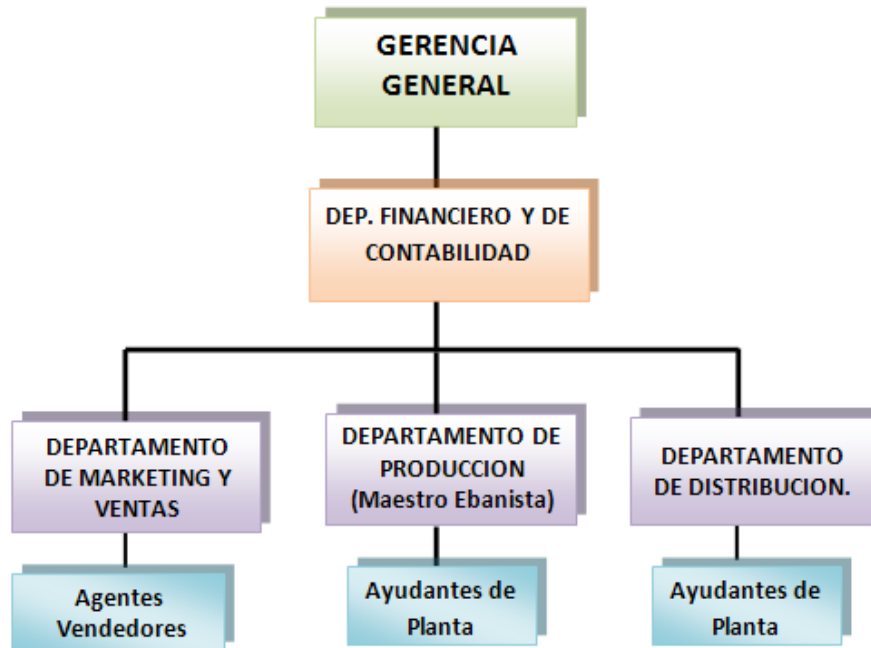 GERENCIA
GENERAL
DEP. FINANCIERO Y DE
CONTABILIDAD
DEPARTAMENTO
DE MARKETING Y
VENTAS
DEPARTAMENTO DE
PRODUCCION
(Maestro Ebanista)
DEPARTAMENTO
DE DISTRIBUCION.
Agentes
Vendedores
Ayudantes de
Planta
Ayudantes de
Planta